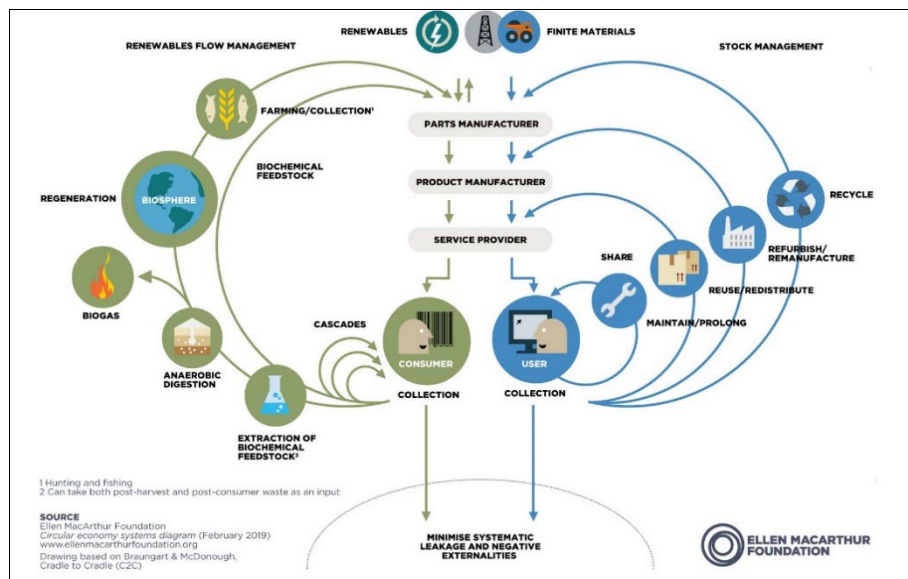 RENEWABLES
FINITE MATERIALS
RENEWABLES FLOW MANAGEMENT
STOCK MANAGEMENT
FARMING/COLLECTION¹
PARTS MANUFACTURER
BIOCHEMICAL
FEEDSTOCK
PRODUCT MANUFACTURER
REGENERATION
BIOSPHERE
RECYCLE
SERVICE PROVIDER
SHARE
REFURBISH/
REMANUFACTURE
REUSE/REDISTRIBUTE
BIOGAS
CASCADES
MAINTAIN/PROLONG
CONSUMER
USER
ANAEROBIC
DIGESTION
COLLECTION
COLLECTION
EXTRACTION OF
BIOCHEMICAL
FEEDSTOCK²
1 Hunting and fishing
2 Can take both post-harvest and post-consumer waste as an input
SOURCE
Ellen MacArthur Foundation
Circular economy systems diagram (February 2019)
www.ellenmacarthurfoundation.org
Drawing based on Braungart & McDonough,
Cradle to Cradle (C2C)
MINIMISE SYSTEMATIC
LEAKAGE AND NEGATIVE
EXTERNALITIES
ELLEN MACARTHUR
FOUNDATION